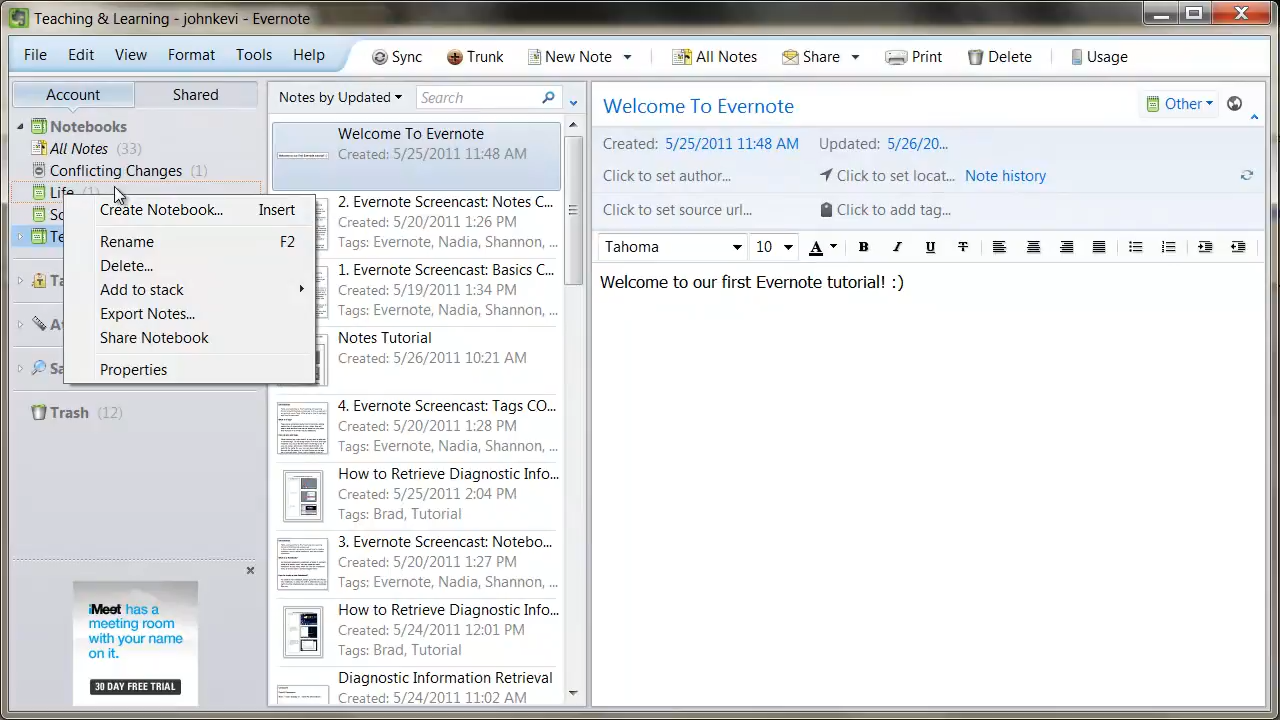 Teaching & Learning - johnkevi - Evernote
File Edit View Format Tools Help Sync Trunk New Note All Notes Share Print Delete Usage
Account Shared
Notebooks
All Notes (33)
Conflicting Changes (1)
Life (1)
Create Notebook... Insert
Rename F2
Delete...
Add to stack
Export Notes...
Share Notebook
Properties
Trash (12)
iMeet has a
meeting room
with your name
on it.
30 DAY FREE TRIAL
Notes by Updated Search
Welcome To Evernote
Created: 5/25/2011 11:48 AM
2. Evernote Screencast: Notes C...
Created: 5/20/2011 1:26 PM
Tags: Evernote, Nadia, Shannon, ...
1. Evernote Screencast: Basics C...
Created: 5/19/2011 1:34 PM
Tags: Evernote, Nadia, Shannon, ...
Notes Tutorial
Created: 5/26/2011 10:21 AM
4. Evernote Screencast: Tags CO...
Created: 5/20/2011 1:28 PM
Tags: Evernote, Nadia, Shannon, ...
How to Retrieve Diagnostic Info...
Created: 5/25/2011 2:04 PM
Tags: Brad, Tutorial
3. Evernote Screencast: Notebo...
Created: 5/20/2011 1:27 PM
Tags: Evernote, Nadia, Shannon, ...
How to Retrieve Diagnostic Info...
Created: 5/24/2011 12:01 PM
Tags: Brad, Tutorial
Diagnostic Information Retrieval
Created: 5/24/2011 11:02 AM
Welcome To Evernote Other
Created: 5/25/2011 11:48 AM Updated: 5/26/20...
Click to set author... Click to set locat... Note history
Click to set source url... Click to add tag...
Tahoma 10 A B I U T
Welcome to our first Evernote tutorial! :)